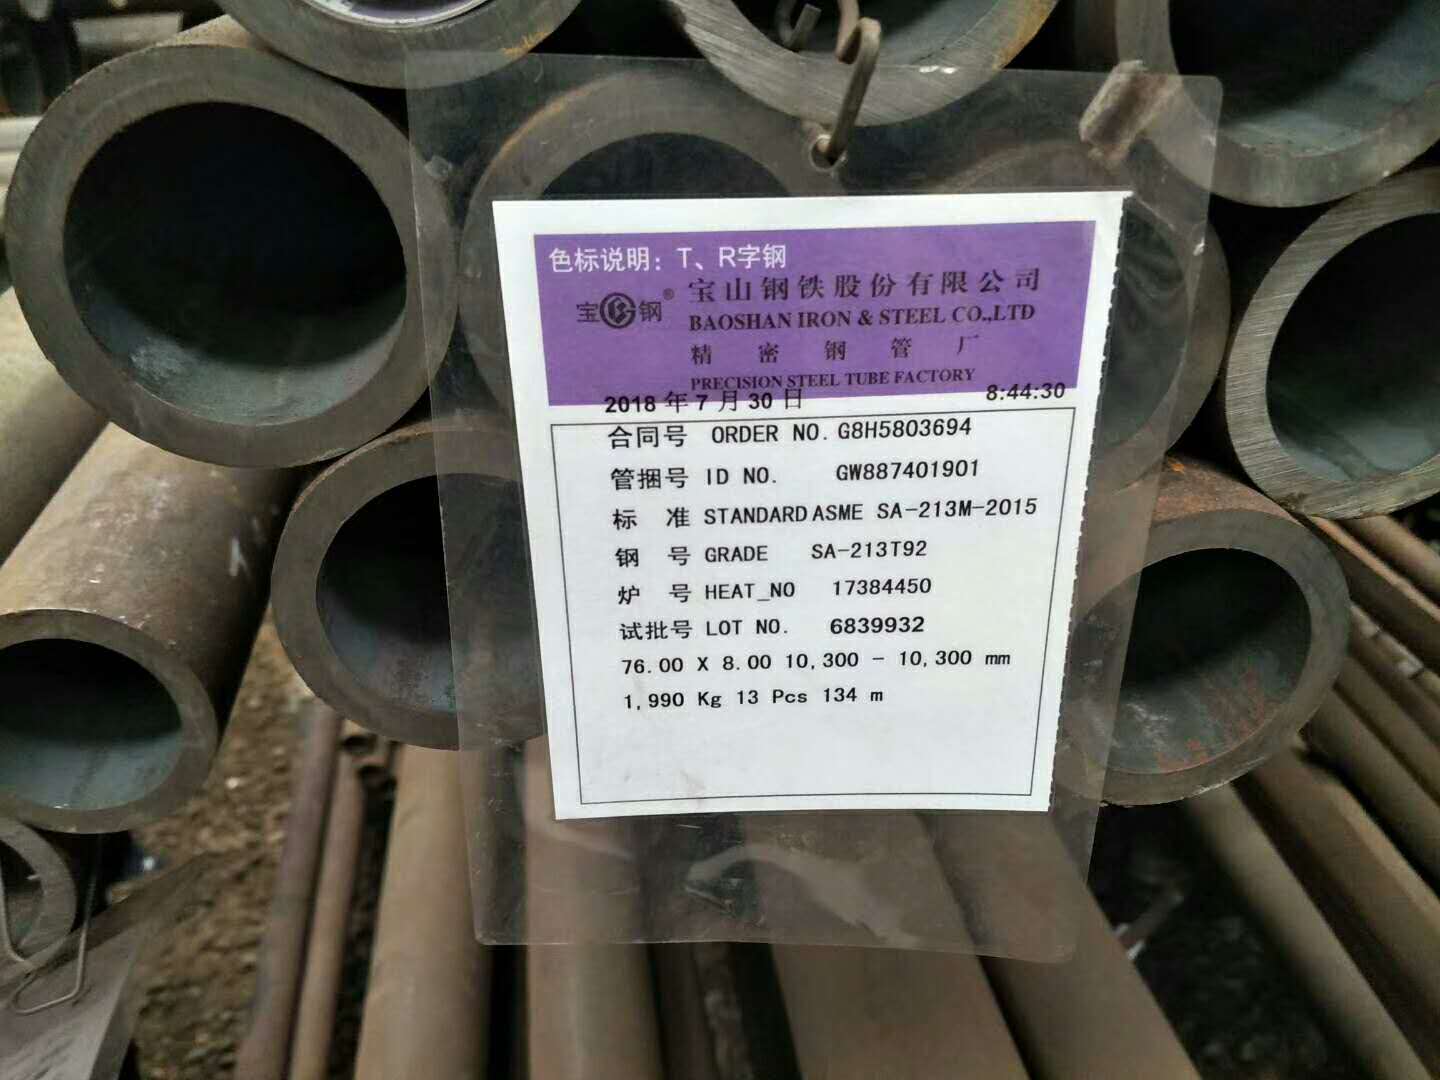 色标说明：T、R字钢
宝钢®
宝山钢铁股份有限公司
BAOSHAN IRON & STEEL CO.,LTD
精密钢管厂
PRECISION STEEL TUBE FACTORY
2018 年 7 月 30 日 8:44:30
合同号 ORDER NO. G8H5803694
管捆号 ID NO. GW887401901
标 准 STANDARD ASME SA-213M-2015
钢 号 GRADE SA-213T92
炉 号 HEAT_NO 17384450
试批号 LOT NO. 6839932
76.00 X 8.00 10,300 - 10,300 mm
1,990 Kg 13 Pcs 134 m